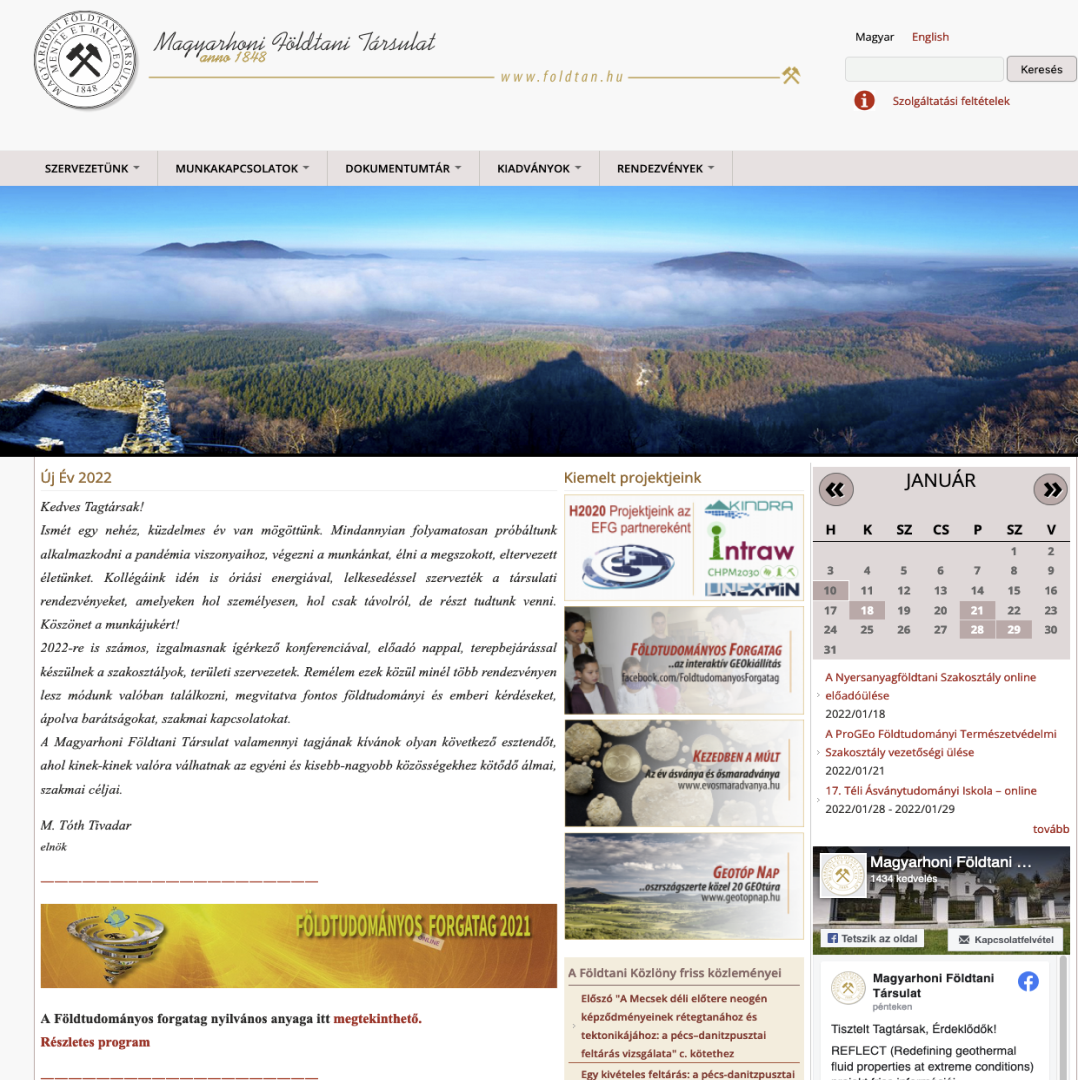 MAGYARHONI FÖLDTANI TÁRSULAT
MENTE ET MALLEO
1848
Magyarhoni Földtani Társulat
anno 1848
www.foldtan.hu
Magyar English
Keresés
Szolgáltatási feltételek
SZERVEZETÜNK MUNKAKAPCSOLATOK DOKUMENTUMTÁR KIADVÁNYOK RENDEZVÉNYEK
Új Év 2022
Kedves Tagtársak!
Ismét egy nehéz, küzdelmes év van mögöttünk. Mindannyian folyamatosan próbáltunk
alkalmazkodni a pandémia viszonyaihoz, végezni a munkánkat, élni a megszokott, eltervezett
életünket. Kollégáink idén is óriási energiával, lelkesedéssel szervezték a társulati
rendezvényeket, amelyeken hol személyesen, hol csak távolról, de részt tudtunk venni.
Köszönet a munkájukért!
2022-re is számos, izgalmasnak ígérkező konferenciával, előadó nappal, terepbejárással
készülnek a szakosztályok, területi szervezetek. Remélem ezek közül minél több rendezvényen
lesz módunk valóban találkozni, megvitatva fontos földtudományi és emberi kérdéseket,
ápolva barátságokat, szakmai kapcsolatokat.
A Magyarhoni Földtani Társulat valamennyi tagjának kívánok olyan következő esztendőt,
ahol kinek-kinek valóra válhatnak az egyéni és kisebb-nagyobb közösségekhez kötődő álmai,
szakmai céljai.
M. Tóth Tivadar
elnök
FÖLDTUDOMÁNYOS FORGATAG 2021
ONLINE
A Földtudományos forgatag nyilvános anyaga itt megtekinthető.
Részletes program
Kiemelt projektjeink
H2020 Projektjeink az
EFG partnereként
KINDRA
intraw
CHPM2030
UNEXMIN
FÖLDTUDOMÁNYOS FORGATAG
..az interaktív GEOkiállítás
facebook.com/FoldtudomanyosForgatag
KEZEDBEN A MÚLT
Az év ásványa és ősmaradványa
www.evosmaradvanya.hu
GEOTÓP NAP
..oszrszágszerte közel 20 GEOtúra
www.geotopnap.hu
A Földtani Közlöny friss közleményei
Előszó "A Mecsek déli előtere neogén
képződményeinek rétegtanához és
tektonikájához: a pécs–danitzpusztai
feltárás vizsgálata" c. kötethez
Egy kivételes feltárás: a pécs-danitzpusztai
« JANUÁR »
H K SZ CS P SZ V
1 2
3 4 5 6 7 8 9
10 11 12 13 14 15 16
17 18 19 20 21 22 23
24 25 26 27 28 29 30
31
A Nyersanyagföldtani Szakosztály online
előadóülése
2022/01/18
A ProGEo Földtudományi Természetvédelmi
Szakosztály vezetőségi ülése
2022/01/21
17. Téli Ásványtudományi Iskola – online
2022/01/28 - 2022/01/29
tovább
Magyarhoni Földtani ...
1434 kedvelés
Tetszik az oldal
Kapcsolatfelvétel
Magyarhoni Földtani
Társulat
pénteken
Tisztelt Tagtársak, Érdeklődők!
REFLECT (Redefining geothermal
fluid properties at extreme conditions)